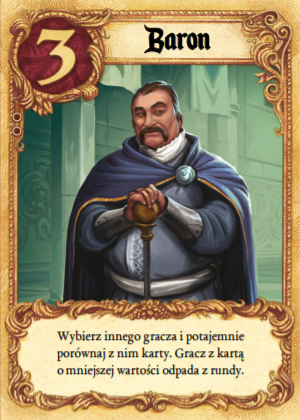 3
Baron
Wybierz innego gracza i potajemnie
porównaj z nim karty. Gracz z kartą
o mniejszej wartości odpada z rundy.